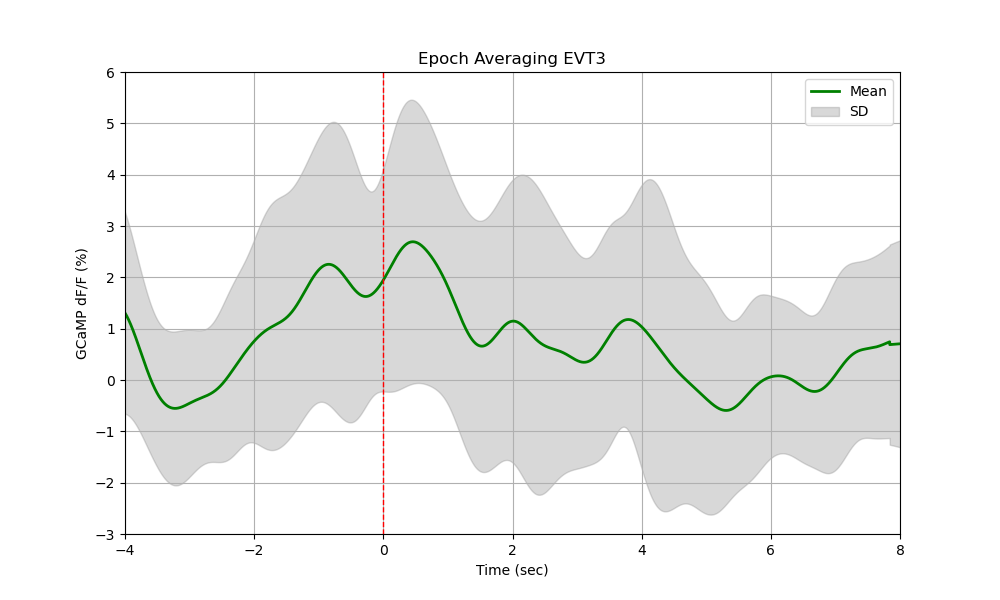 Epoch Averaging EVT3
Mean
SD
GCaMP dF/F (%)
6
5
4
3
2
1
0
−1
−2
−3
−4 −2 0 2 4 6 8
Time (sec)